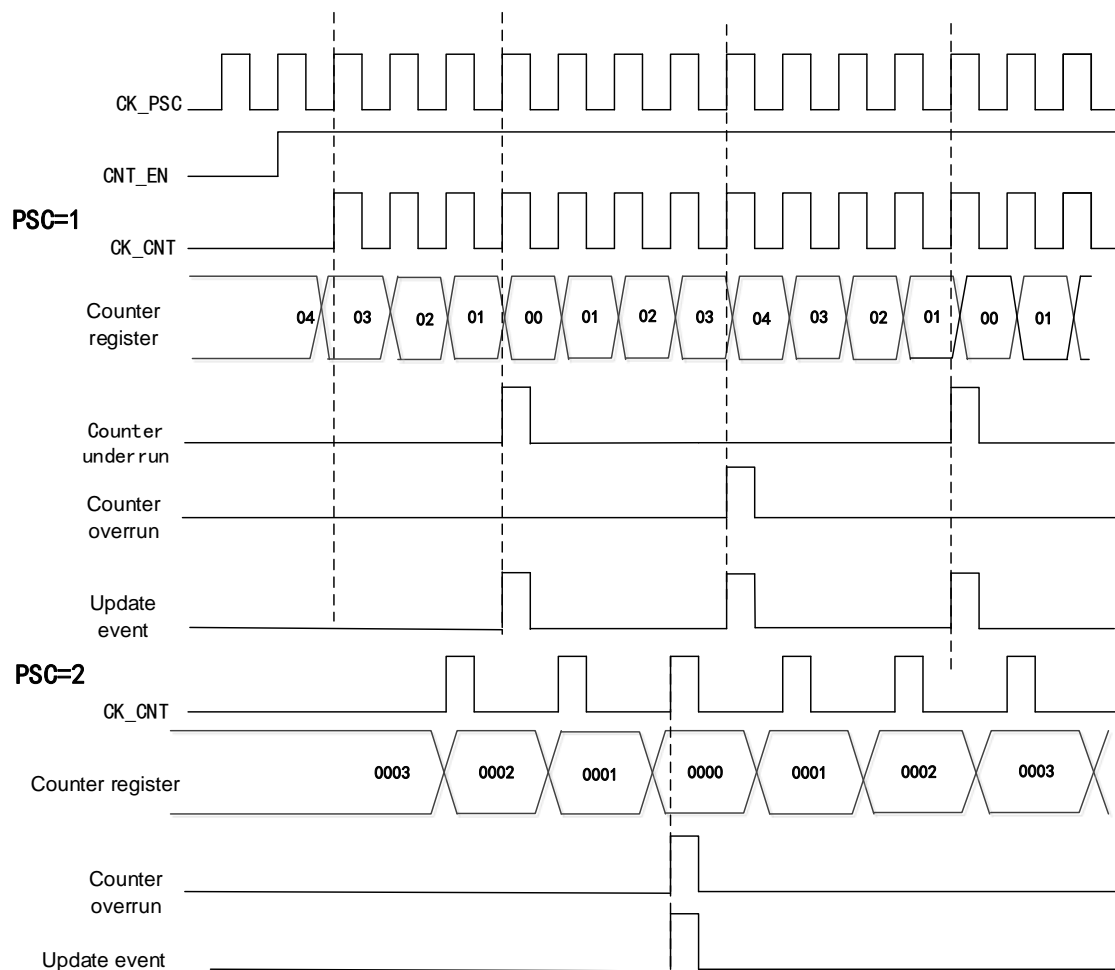 CK_PSC
CNT_EN
PSC=1
CK_CNT
Counter
register
04 03 02 01 00 01 02 03 04 03 02 01 00 01
Counter
underrun
Counter
overrun
Update
event
PSC=2
CK_CNT
Counter register
0003 0002 0001 0000 0001 0002 0003
Counter
overrun
Update event